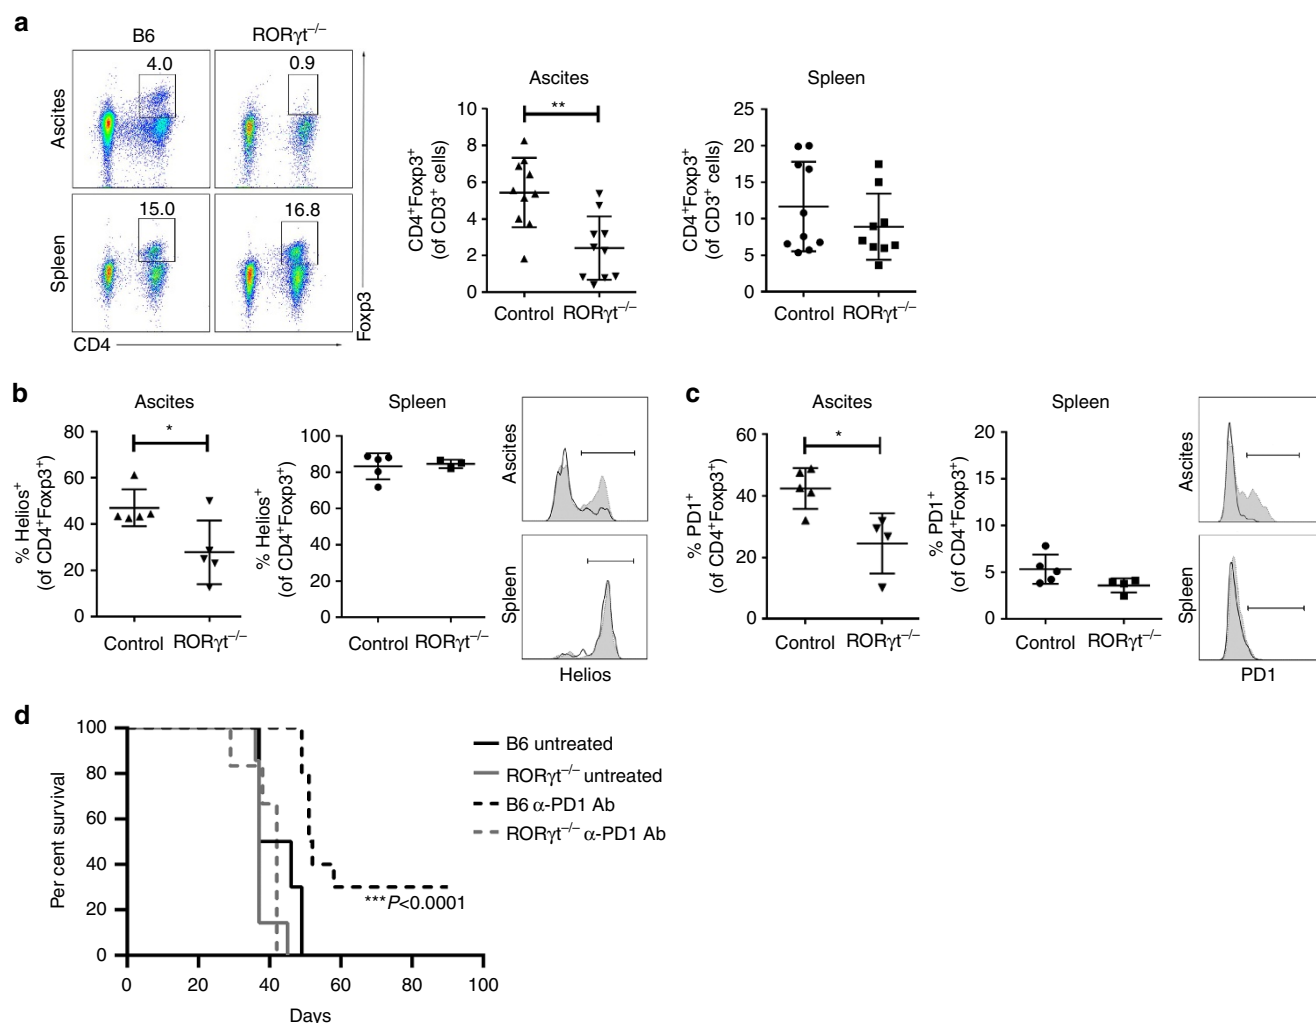 a
B6
RORγt–/–
Ascites
4.0
0.9
Spleen
15.0
16.8
CD4
Foxp3
Ascites
**
CD4+Foxp3+
(of CD3+ cells)
10
8
6
4
2
0
Control RORγt–/–
Spleen
CD4+Foxp3+
(of CD3+ cells)
25
20
15
10
5
0
Control RORγt–/–
b
Ascites
*
% Helios+
(of CD4+Foxp3+)
80
60
40
20
0
Control RORγt–/–
Spleen
% Helios+
(of CD4+Foxp3+)
100
80
60
40
20
0
Control RORγt–/–
Ascites
Spleen
Helios
c
Ascites
*
% PD1+
(of CD4+Foxp3+)
60
40
20
0
Control RORγt–/–
Spleen
% PD1+
(of CD4+Foxp3+)
20
15
10
5
0
Control RORγt–/–
Ascites
Spleen
PD1
d
Per cent survival
100
80
60
40
20
0
0 20 40 60 80 100
Days
B6 untreated
RORγt–/– untreated
B6 α-PD1 Ab
RORγt–/– α-PD1 Ab
***P<0.0001